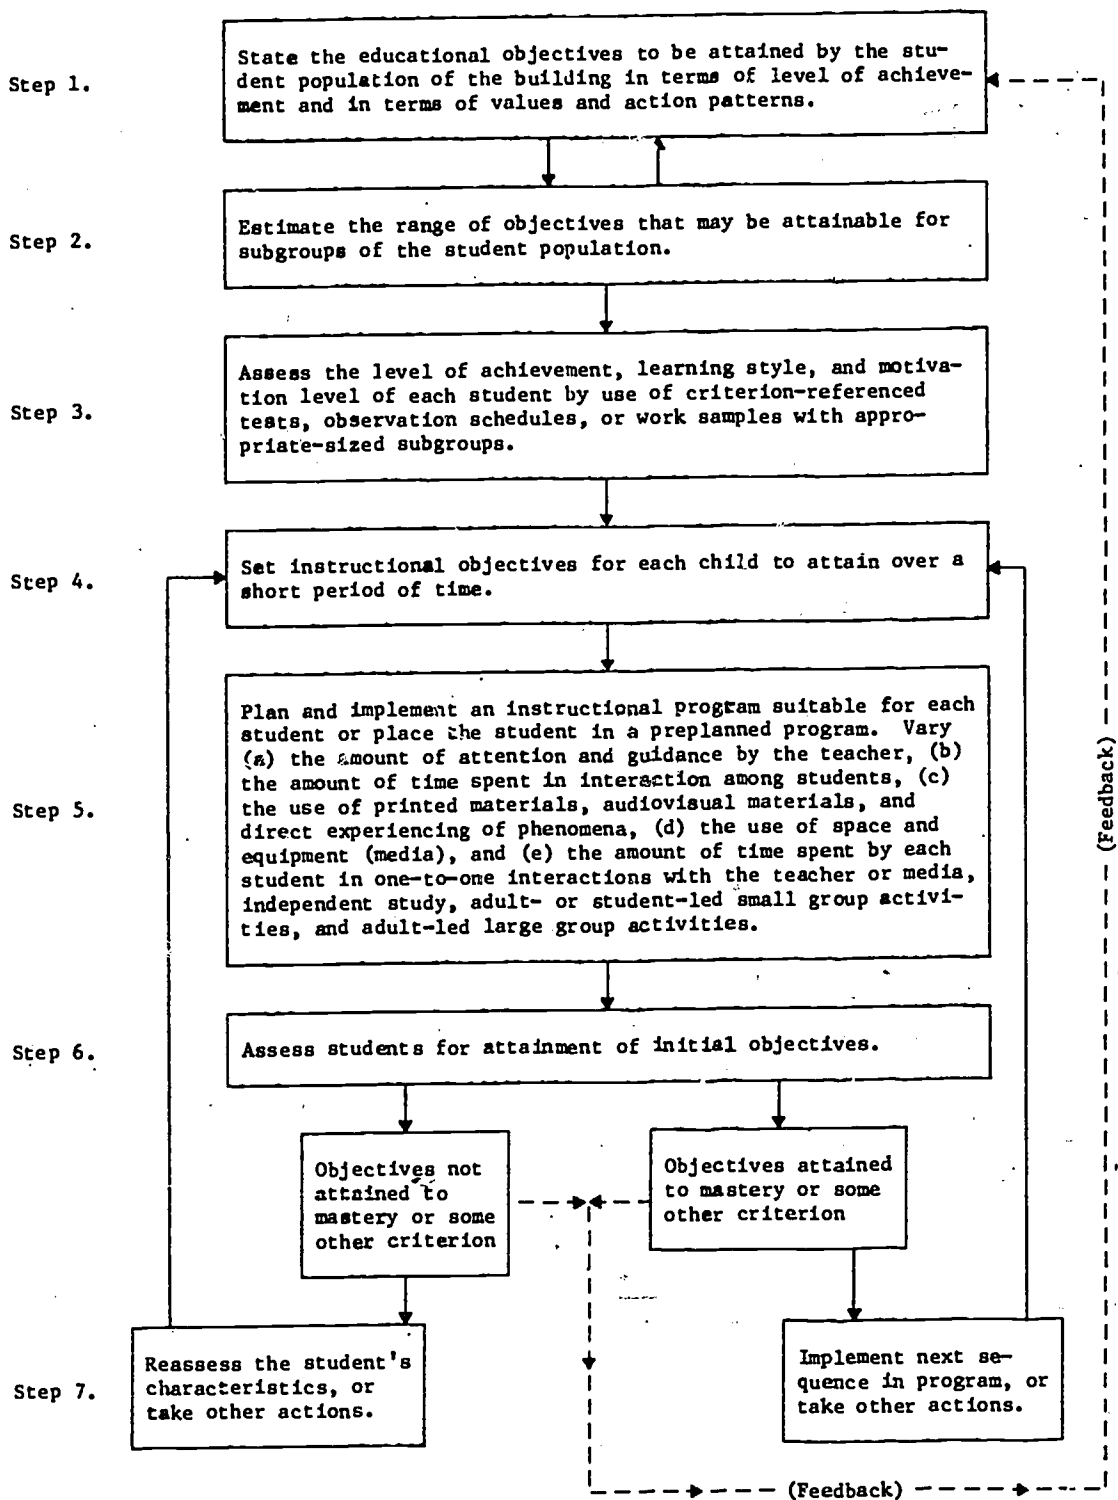 Step 1.
State the educational objectives to be attained by the stu-
dent population of the building in terms of level of achieve-
ment and in terms of values and action patterns.
Step 2.
Estimate the range of objectives that may be attainable for
subgroups of the student population.
Step 3.
Assess the level of achievement, learning style, and motiva-
tion level of each student by use of criterion-referenced
tests, observation schedules, or work samples with appro-
priate-sized subgroups.
Step 4.
Set instructional objectives for each child to attain over a
short period of time.
Step 5.
Plan and implement an instructional program suitable for each
student or place the student in a preplanned program. Vary
(a) the amount of attention and guidance by the teacher, (b)
the amount of time spent in interaction among students, (c)
the use of printed materials, audiovisual materials, and
direct experiencing of phenomena, (d) the use of space and
equipment (media), and (e) the amount of time spent by each
student in one-to-one interactions with the teacher or media,
independent study, adult- or student-led small group activi-
ties, and adult-led large group activities.
Step 6.
Assess students for attainment of initial objectives.
Objectives not
attained to
mastery or some
other criterion
Objectives attained
to mastery or some
other criterion
Step 7.
Reassess the student's
characteristics, or
take other actions.
Implement next se-
quence in program, or
take other actions.
(Feedback)
(Feedback)